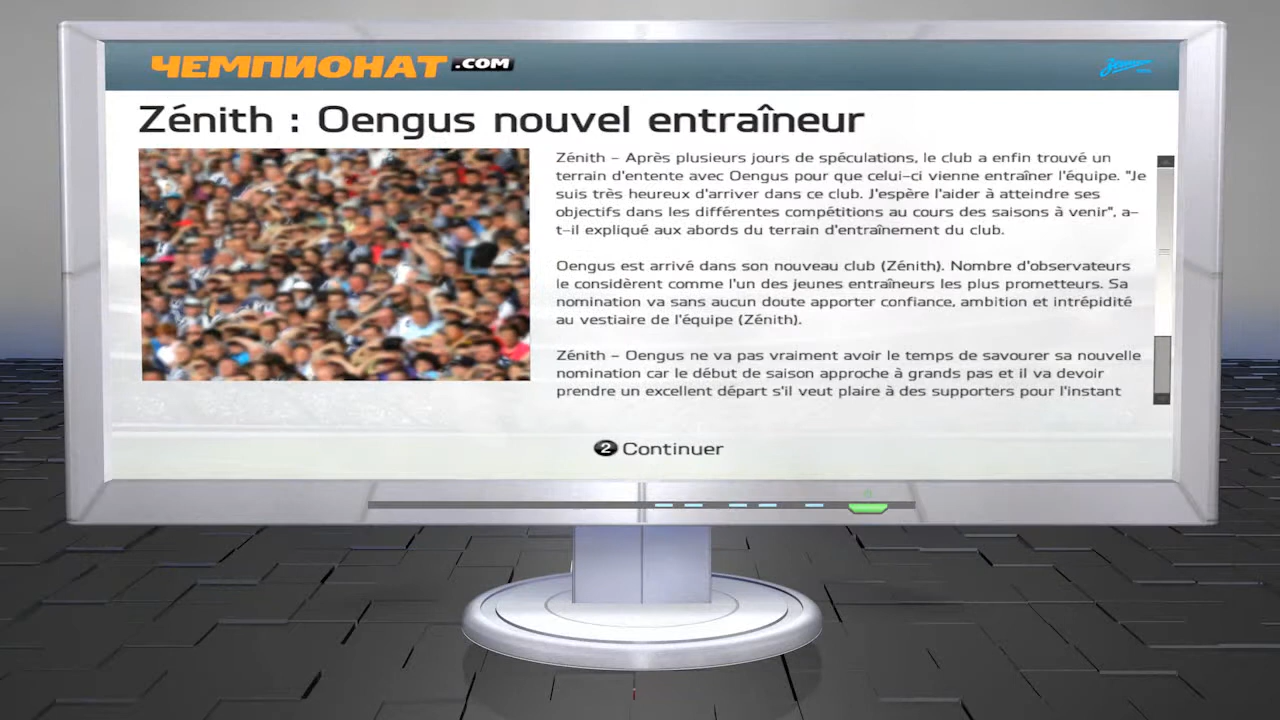 ЧЕМПИОНАТ.COM
Zénith : Oengus nouvel entraîneur
Zénith - Après plusieurs jours de spéculations, le club a enfin trouvé un
terrain d'entente avec Oengus pour que celui-ci vienne entraîner l'équipe. "Je
suis très heureux d'arriver dans ce club. J'espère l'aider à atteindre ses
objectifs dans les différentes compétitions au cours des saisons à venir", a-
t-il expliqué aux abords du terrain d'entraînement du club.
Oengus est arrivé dans son nouveau club (Zénith). Nombre d'observateurs
le considèrent comme l'un des jeunes entraîneurs les plus prometteurs. Sa
nomination va sans aucun doute apporter confiance, ambition et intrépidité
au vestiaire de l'équipe (Zénith).
Zénith - Oengus ne va pas vraiment avoir le temps de savourer sa nouvelle
nomination car le début de saison approche à grands pas et il va devoir
prendre un excellent départ s'il veut plaire à des supporters pour l'instant
2 Continuer